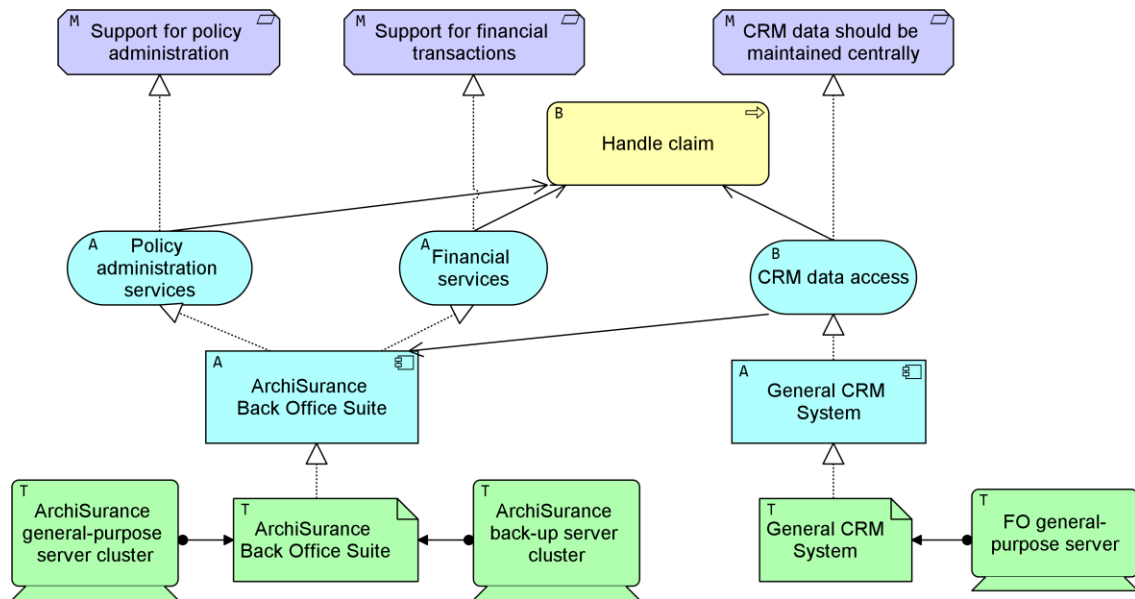 M
Support for policy
administration
M
Support for financial
transactions
M
CRM data should be
maintained centrally
B
Handle claim
A
Policy
administration
services
A
Financial
services
B
CRM data access
A
ArchiSurance
Back Office Suite
A
General CRM
System
T
ArchiSurance
general-purpose
server cluster
T
ArchiSurance
Back Office Suite
T
ArchiSurance
back-up server
cluster
T
General CRM
System
T
FO general-
purpose server